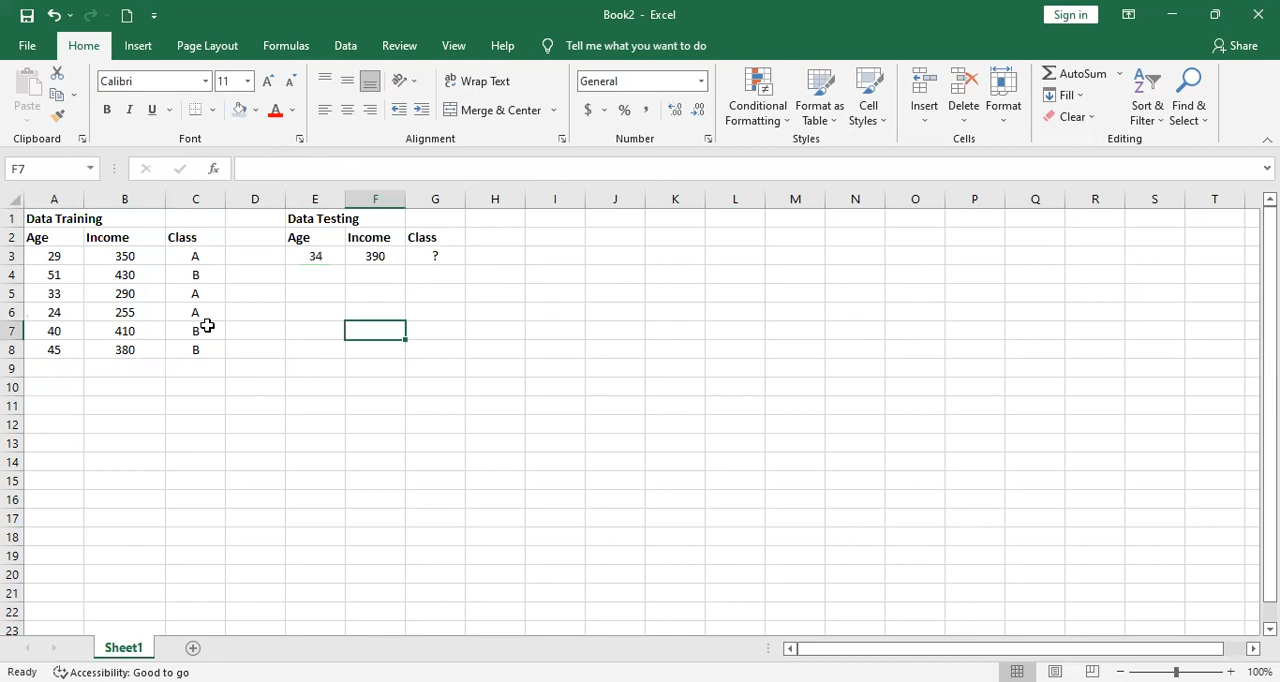 Book2 - Excel
Sign in
File Home Insert Page Layout Formulas Data Review View Help Tell me what you want to do Share
Paste
Calibri 11
B I U
Wrap Text
Merge & Center
General
$ % ,
Conditional Formatting
Format as Table
Cell Styles
Insert
Delete
Format
AutoSum
Fill
Clear
Sort & Filter
Find & Select
Clipboard Font Alignment Number Styles Cells Editing
F7 fx
A B C D E F G H I J K L M N O P Q R S T
1 Data Training Data Testing
2 Age Income Class Age Income Class
3 29 350 A 34 390 ?
4 51 430 B
5 33 290 A
6 24 255 A
7 40 410 B
8 45 380 B
9
10
11
12
13
14
15
16
17
18
19
20
21
22
23
Sheet1
Ready Accessibility: Good to go 100%